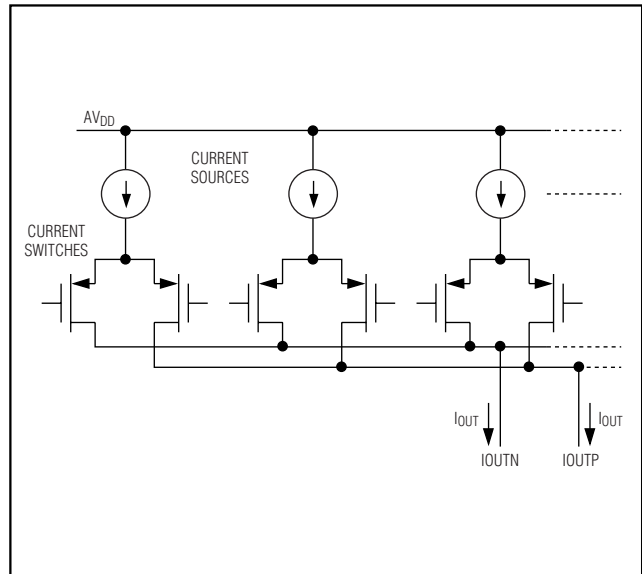 AVDD
CURRENT
SOURCES
CURRENT
SWITCHES
IOUT
IOUT
IOUTN
IOUTP